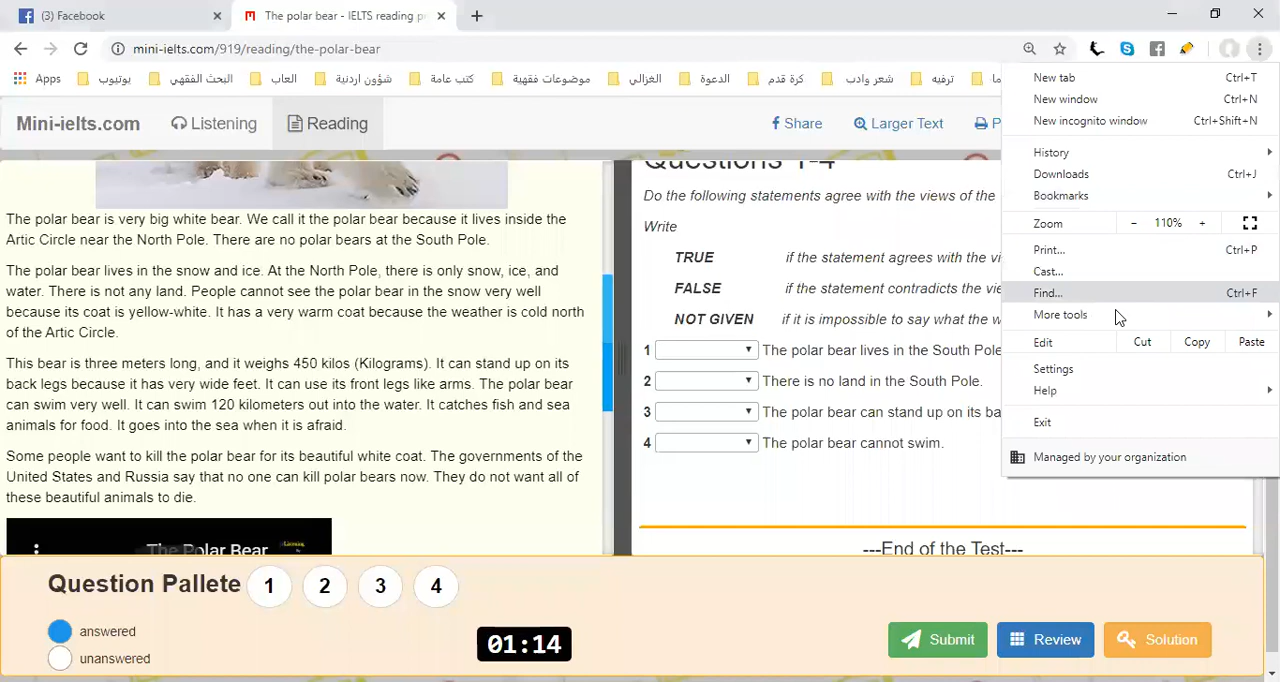 (3) Facebook
The polar bear - IELTS reading.pr
mini-ielts.com/919/reading/the-polar-bear
Apps
يوتيوب
البحث الفقهي
العاب
شؤون اردنية
كتب عامة
موضوعات فقهية
الغزالي
الدعوة
كرة قدم
شعر وادب
ترفيه
ما
Mini-ielts.com
Listening
Reading
Share
Larger Text
P
New tab Ctrl+T
New window Ctrl+N
New incognito window Ctrl+Shift+N
History
Downloads Ctrl+J
Bookmarks
Zoom - 110% +
Print... Ctrl+P
Cast...
Find... Ctrl+F
More tools
Edit Cut Copy Paste
Settings
Help
Exit
Managed by your organization
The polar bear is very big white bear. We call it the polar bear because it lives inside the
Artic Circle near the North Pole. There are no polar bears at the South Pole.
The polar bear lives in the snow and ice. At the North Pole, there is only snow, ice, and
water. There is not any land. People cannot see the polar bear in the snow very well
because its coat is yellow-white. It has a very warm coat because the weather is cold north
of the Artic Circle.
This bear is three meters long, and it weighs 450 kilos (Kilograms). It can stand up on its
back legs because it has very wide feet. It can use its front legs like arms. The polar bear
can swim very well. It can swim 120 kilometers out into the water. It catches fish and sea
animals for food. It goes into the sea when it is afraid.
Some people want to kill the polar bear for its beautiful white coat. The governments of the
United States and Russia say that no one can kill polar bears now. They do not want all of
these beautiful animals to die.
The Polar Bear
Questions 1-4
Do the following statements agree with the views of the
Write
TRUE if the statement agrees with the
FALSE if the statement contradicts the
NOT GIVEN if it is impossible to say what the
1 The polar bear lives in the South Pole
2 There is no land in the South Pole.
3 The polar bear can stand up on its ba
4 The polar bear cannot swim.
---End of the Test---
Question Pallete 1 2 3 4
answered
unanswered
01:14
Submit
Review
Solution